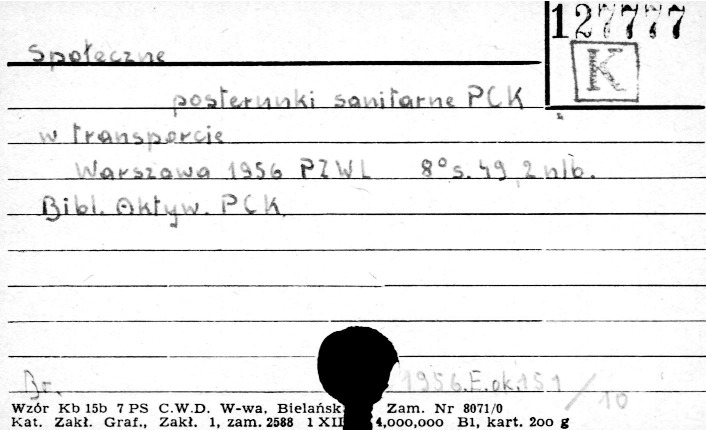 127777
K
Społeczne
posterunki sanitarne PCK
w transporcie
Warszawa 1956 PZWL 8° s. 49, 2 nlb.
Bibl. Aktyw. PCK
Br. 1956.E.ok.151/10
Wzór Kb 15b 7 PS C.W.D. W-wa, Bielańsk Zam. Nr 8071/0
Kat. Zakł. Graf., Zakł. 1, zam. 2588 1 XII 4,000,000 B1, kart. 200 g